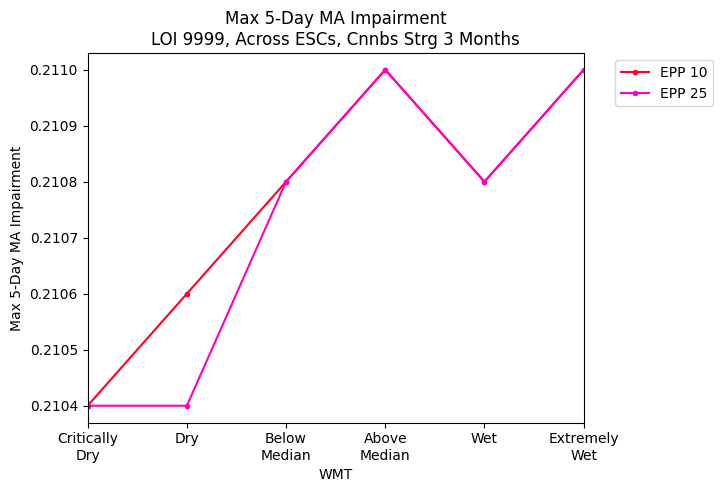 Max 5-Day MA Impairment
LOI 9999, Across ESCs, Cnnbs Strg 3 Months
EPP 10
EPP 25
Max 5-Day MA Impairment
0.2110
0.2109
0.2108
0.2107
0.2106
0.2105
0.2104
Critically
Dry
Dry
Below
Median
Above
Median
Wet
Extremely
Wet
WMT